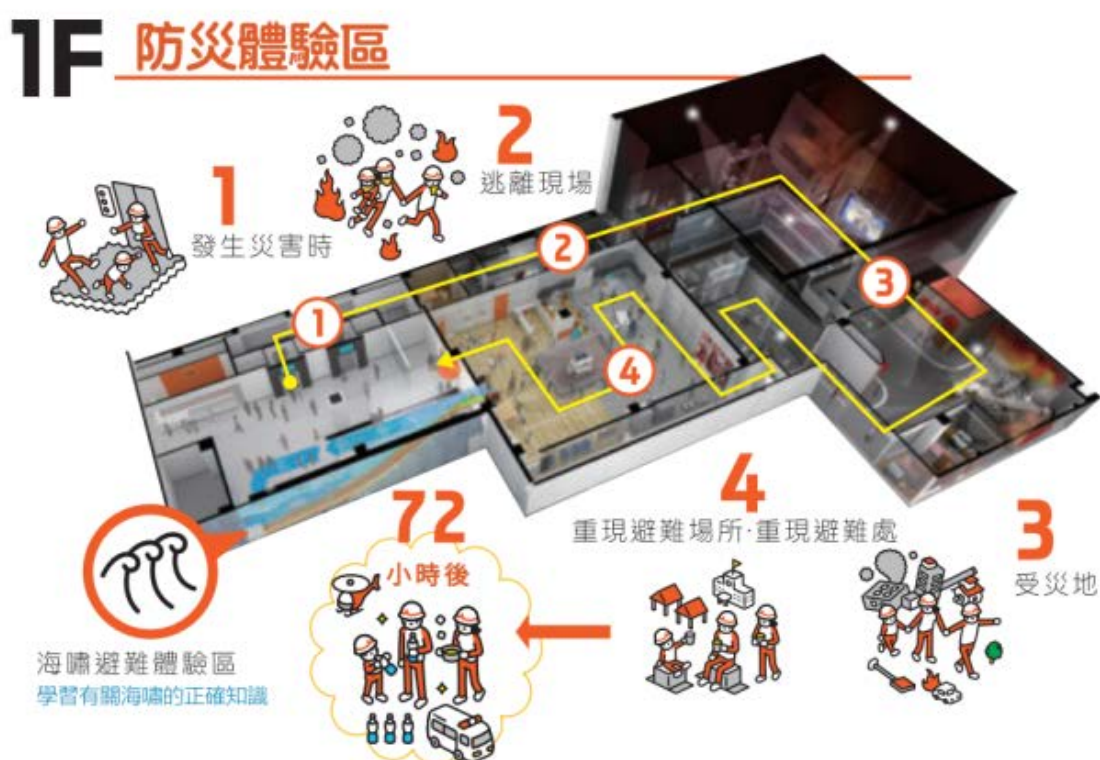 1F 防災體驗區
1
發生災害時
2
逃離現場
1
2
3
4
海嘯避難體驗區
學習有關海嘯的正確知識
72
小時後
4
重現避難場所·重現避難處
3
受災地